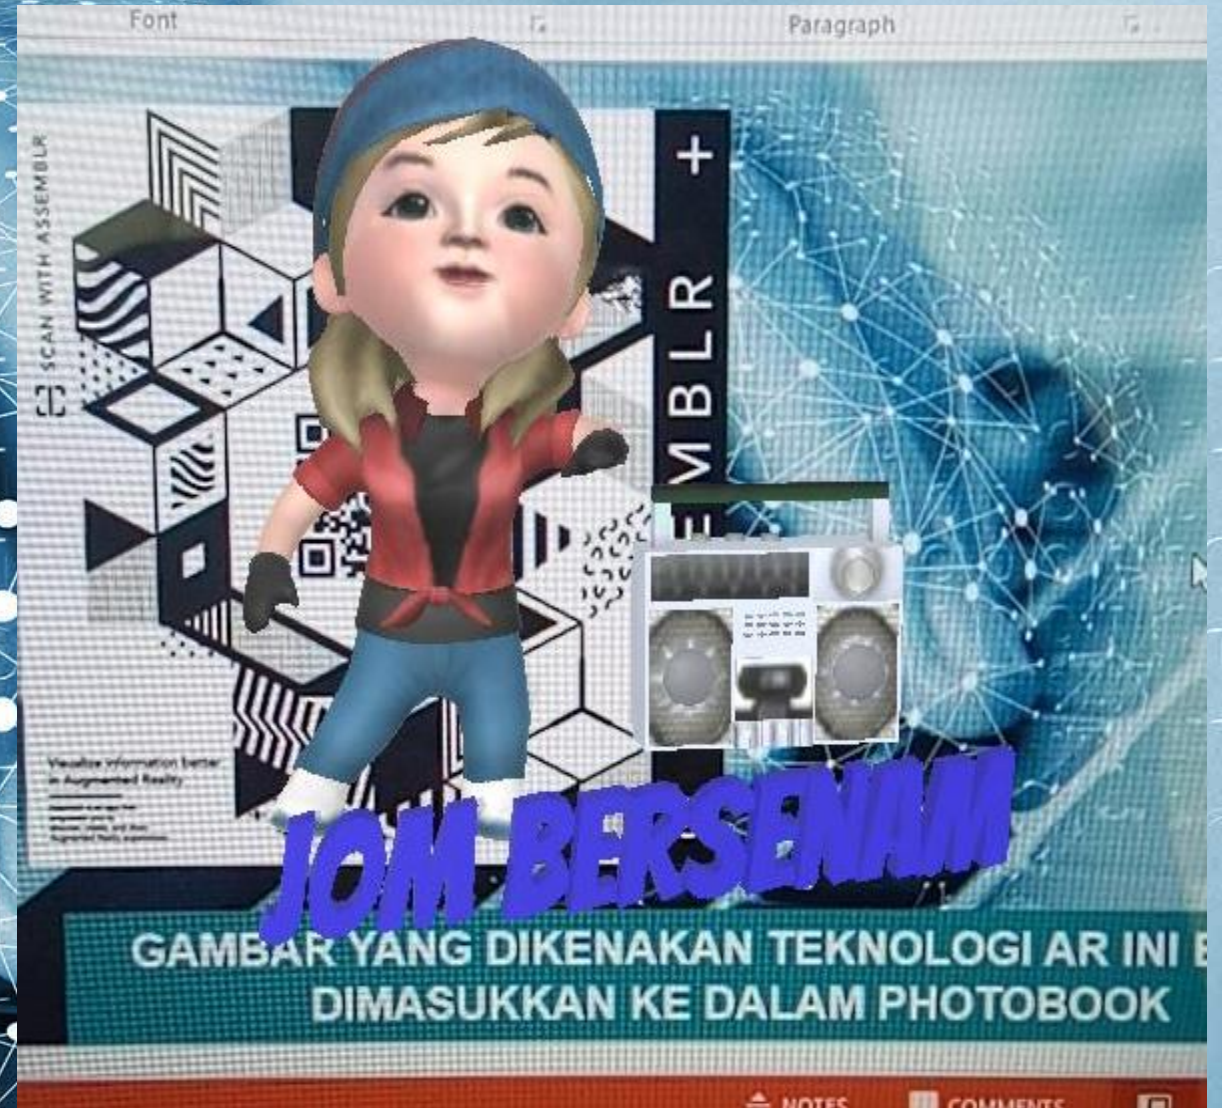 Font
Paragraph
SCAN WITH ASSEMBLR
EMBLR +
Visualize information better
in Augmented Reality
JOM BERSENAM
GAMBAR YANG DIKENAKAN TEKNOLOGI AR INI
DIMASUKKAN KE DALAM PHOTOBOOK
NOTES
COMMENTS